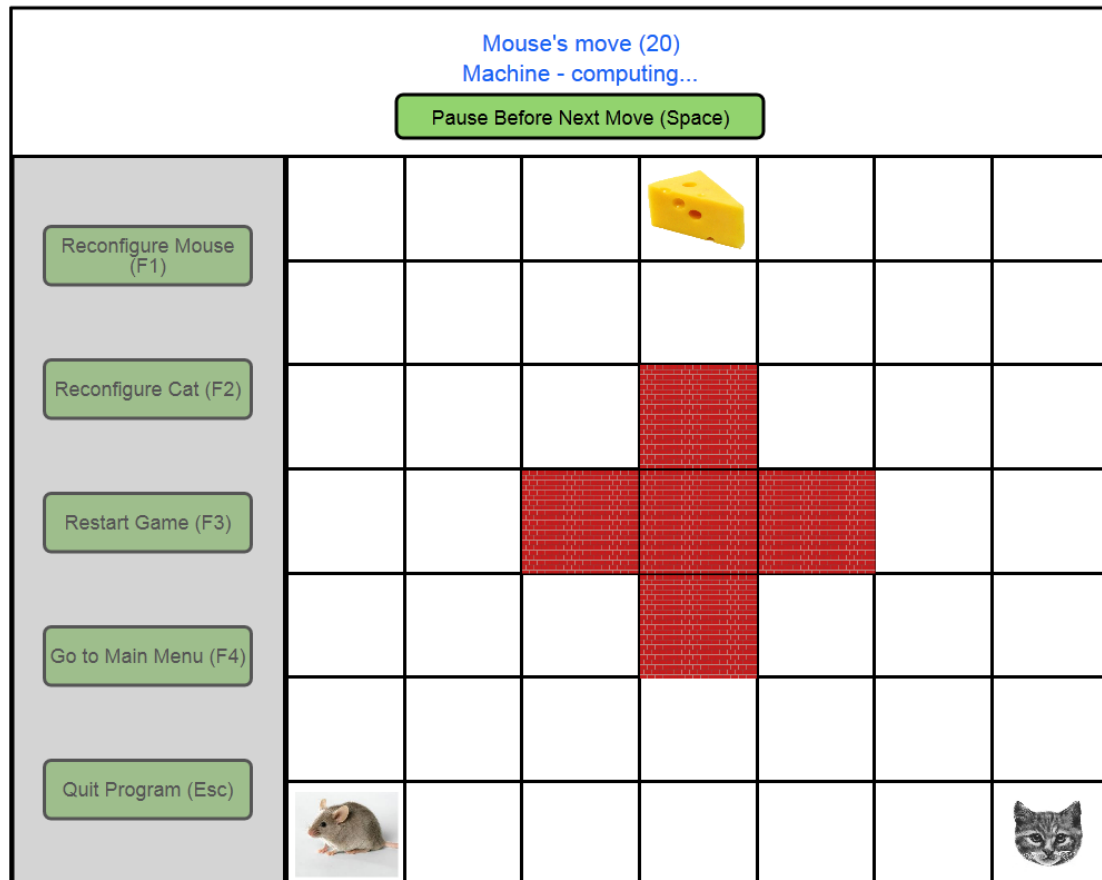 Mouse's move (20)
Machine - computing...
Pause Before Next Move (Space)
Reconfigure Mouse
(F1)
Reconfigure Cat (F2)
Restart Game (F3)
Go to Main Menu (F4)
Quit Program (Esc)